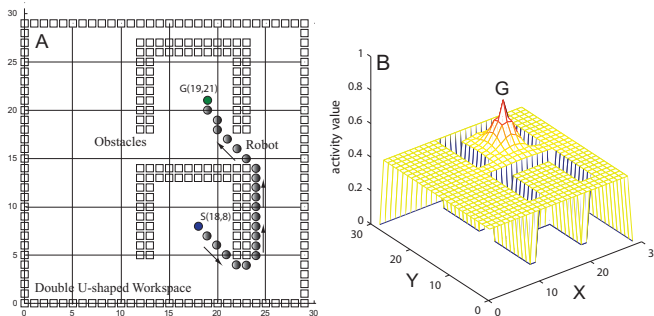 A
30
25
20
15
10
5
0
G(19,21)
Obstacles
Robot
S(18,8)
Double U-shaped Workspace
0 5 10 15 20 25 30
B
G
activity value
1
0.8
0.6
0.4
0.2
0
30
20
10
0
Y
0
10
20
3
X